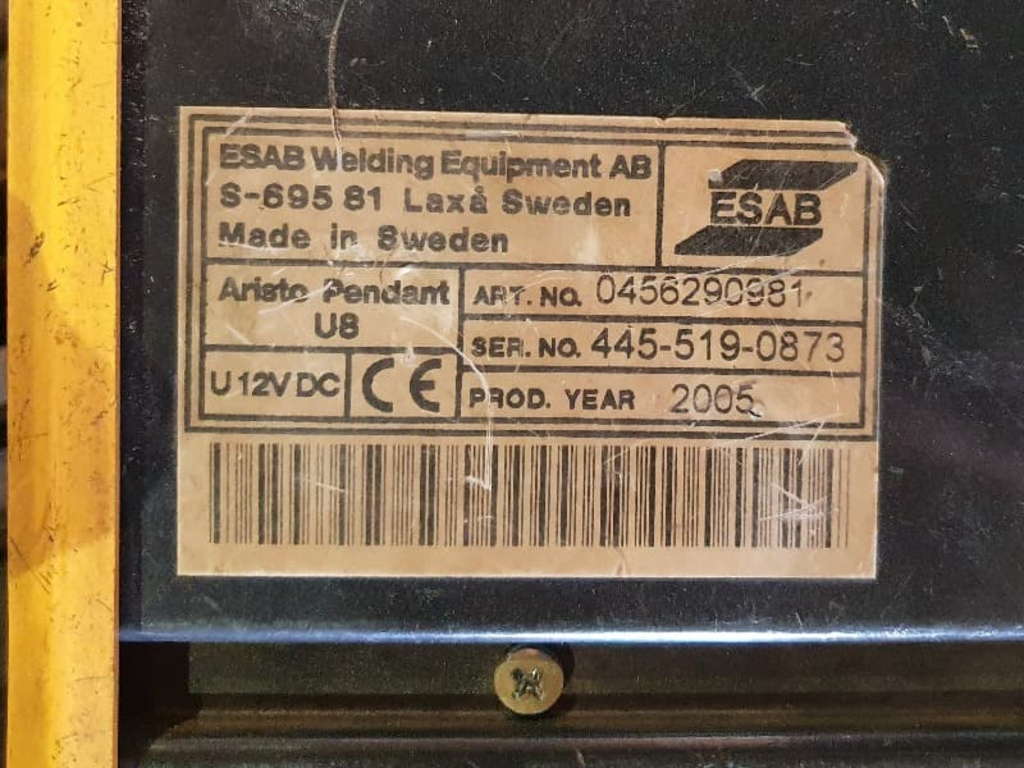 ESAB Welding Equipment AB
S-695 81 Laxå Sweden
Made in Sweden
ESAB
Aristo Pendant
U8
ART. NO. 0456290981
SER. NO. 445-519-0873
U 12V DC
CE
PROD. YEAR 2005